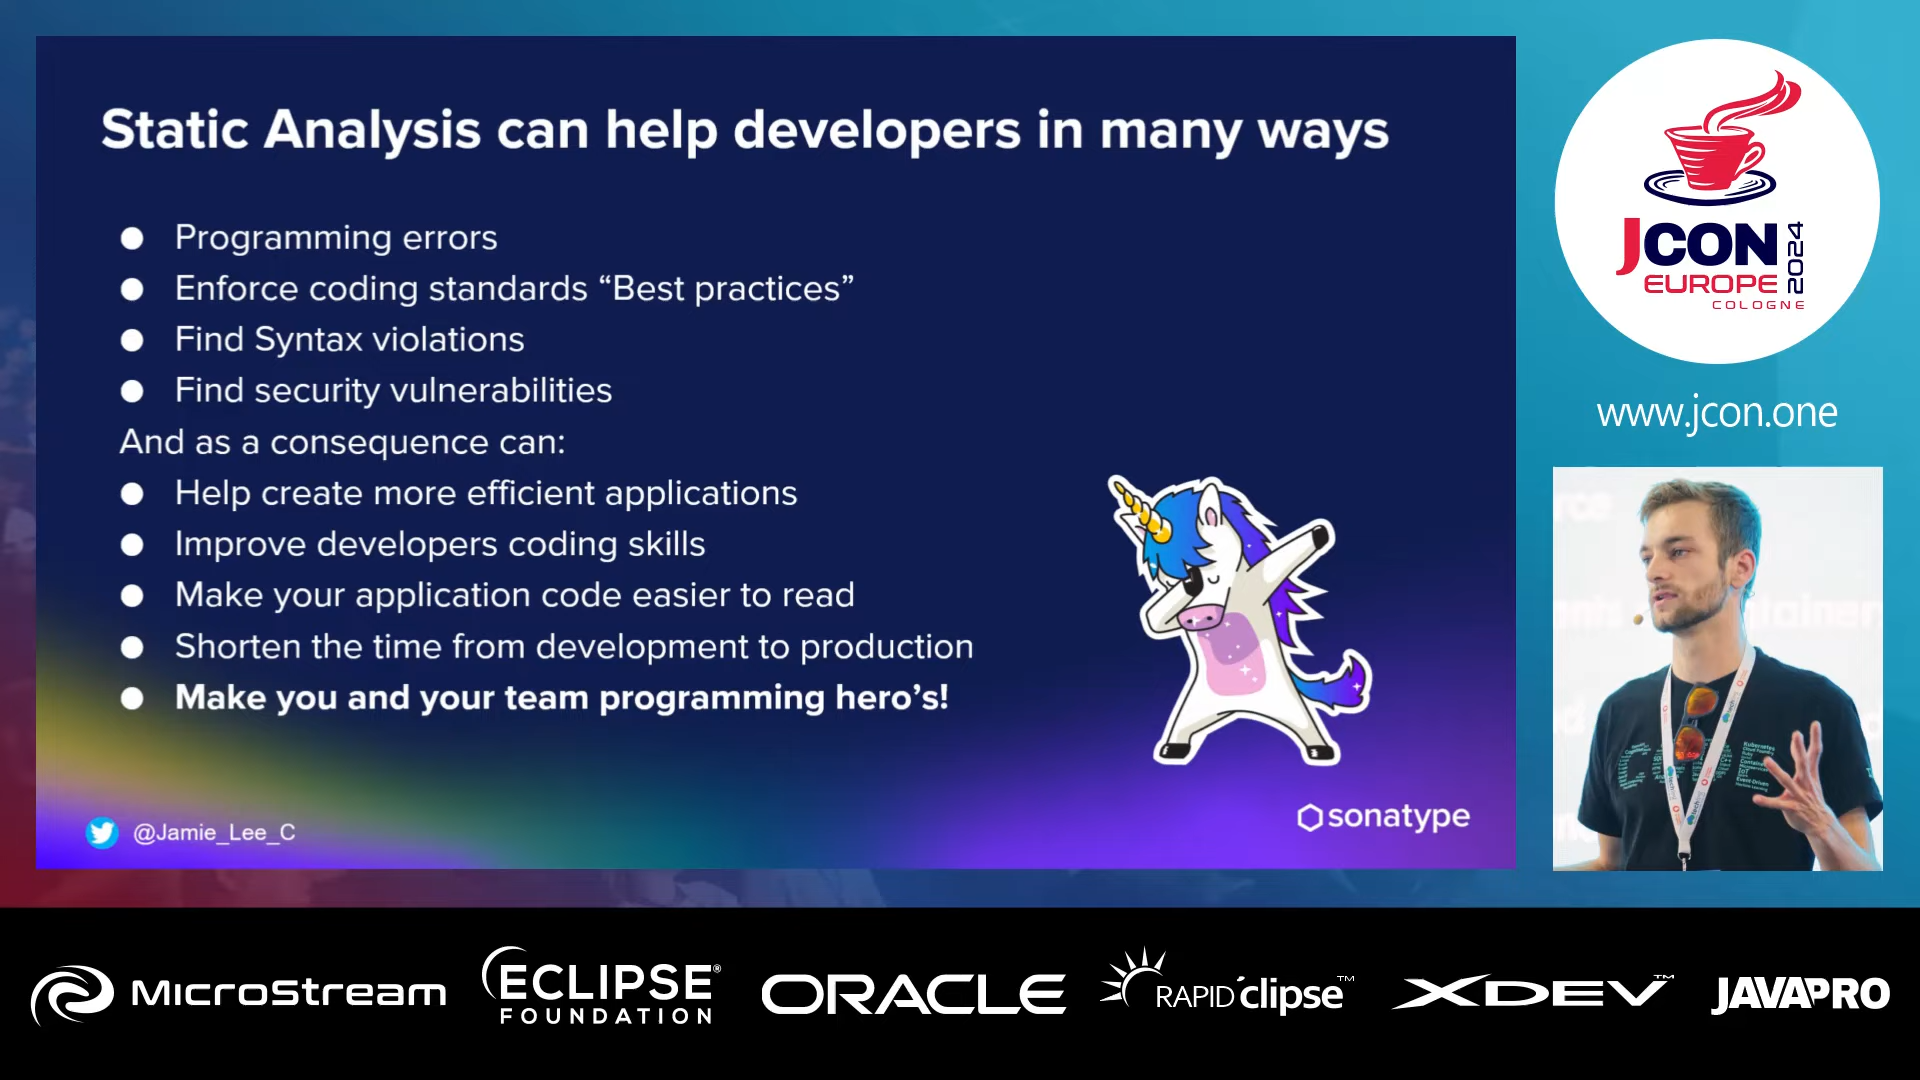 Static Analysis can help developers in many ways
● Programming errors
● Enforce coding standards “Best practices”
● Find Syntax violations
● Find security vulnerabilities
And as a consequence can:
● Help create more efficient applications
● Improve developers coding skills
● Make your application code easier to read
● Shorten the time from development to production
● Make you and your team programming hero’s!
@Jamie_Lee_C
sonatype
JCON
EUROPE
2024
COLOGNE
www.jcon.one
MicroStream
ECLIPSE®
FOUNDATION
ORACLE
RAPID'clipse™
XDEV™
JAVAPRO